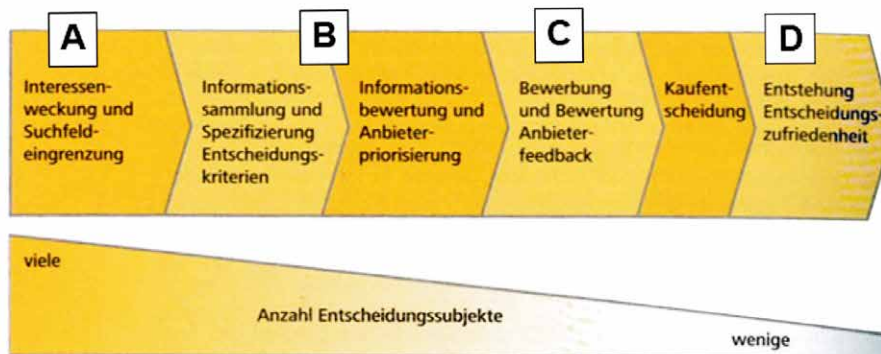 A
B
C
D
Interessen-
weckung und
Suchfeld-
eingrenzung
Informations-
sammlung und
Spezifizierung
Entscheidungs-
kriterien
Informations-
bewertung und
Anbieter-
priorisierung
Bewerbung
und Bewertung
Anbieter-
feedback
Kaufent-
scheidung
Entstehung
Entscheidungs-
zufriedenheit
viele
Anzahl Entscheidungssubjekte
wenige